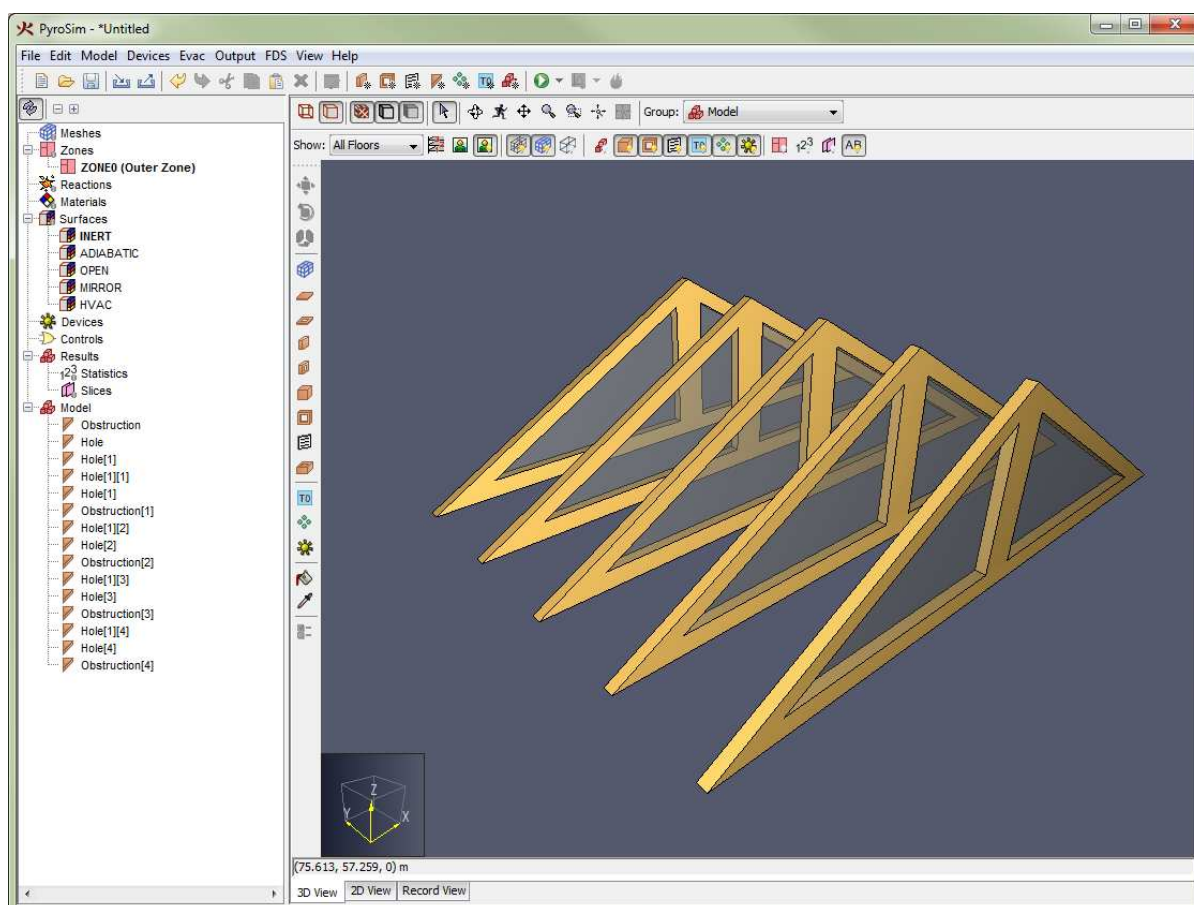 PyroSim - *Untitled
File Edit Model Devices Evac Output FDS View Help
Group: Model
Show: All Floors
Meshes
Zones
ZONE0 (Outer Zone)
Reactions
Materials
Surfaces
INERT
ADIABATIC
OPEN
MIRROR
HVAC
Devices
Controls
Results
Statistics
Slices
Model
Obstruction
Hole
Hole[1]
Hole[1][1]
Hole[1]
Obstruction[1]
Hole[1][2]
Hole[2]
Obstruction[2]
Hole[1][3]
Hole[3]
Obstruction[3]
Hole[1][4]
Hole[4]
Obstruction[4]
Z
Y
X
(75.613, 57.259, 0) m
3D View 2D View Record View